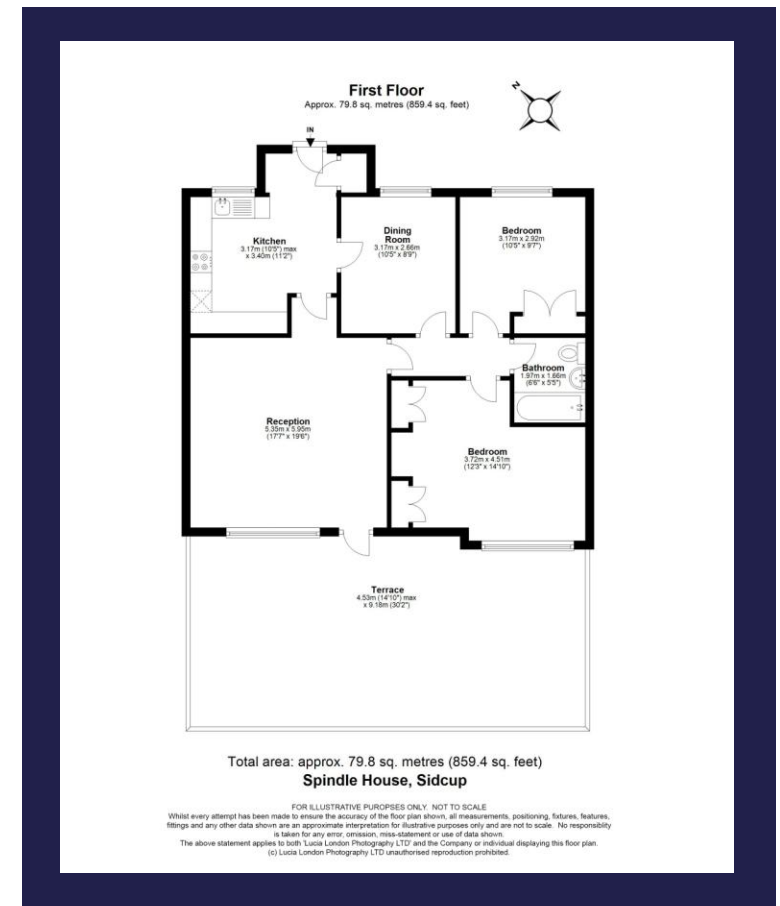 First Floor
Approx. 79.8 sq. metres (859.4 sq. feet)
N
IN
Kitchen
3.17m (10'5") max
x 3.40m (11'2")
Dining
Room
3.17m x 2.66m
(10'5" x 8'9")
Bedroom
3.17m x 2.92m
(10'5" x 9'7")
Bathroom
1.97m x 1.66m
(6'6" x 5'5")
Reception
5.35m x 5.95m
(17'7" x 19'6")
Bedroom
3.72m x 4.51m
(12'3" x 14'10")
Terrace
4.53m (14'10") max
x 9.18m (30'2")
Total area: approx. 79.8 sq. metres (859.4 sq. feet)
Spindle House, Sidcup
FOR ILLUSTRATIVE PUROPSES ONLY. NOT TO SCALE
Whilst every attempt has been made to ensure the accuracy of the floor plan shown, all measurements, positioning, fixtures, features,
fittings and any other data shown are an approximate interpretation for illustrative purposes only and are not to scale. No responsiblity
is taken for any error, omission, miss-statement or use of data shown.
The above statement applies to both 'Lucia London Photography LTD' and the Company or individual displaying this floor plan.
(c) Lucia London Photography LTD unauthorised reproduction prohibited.